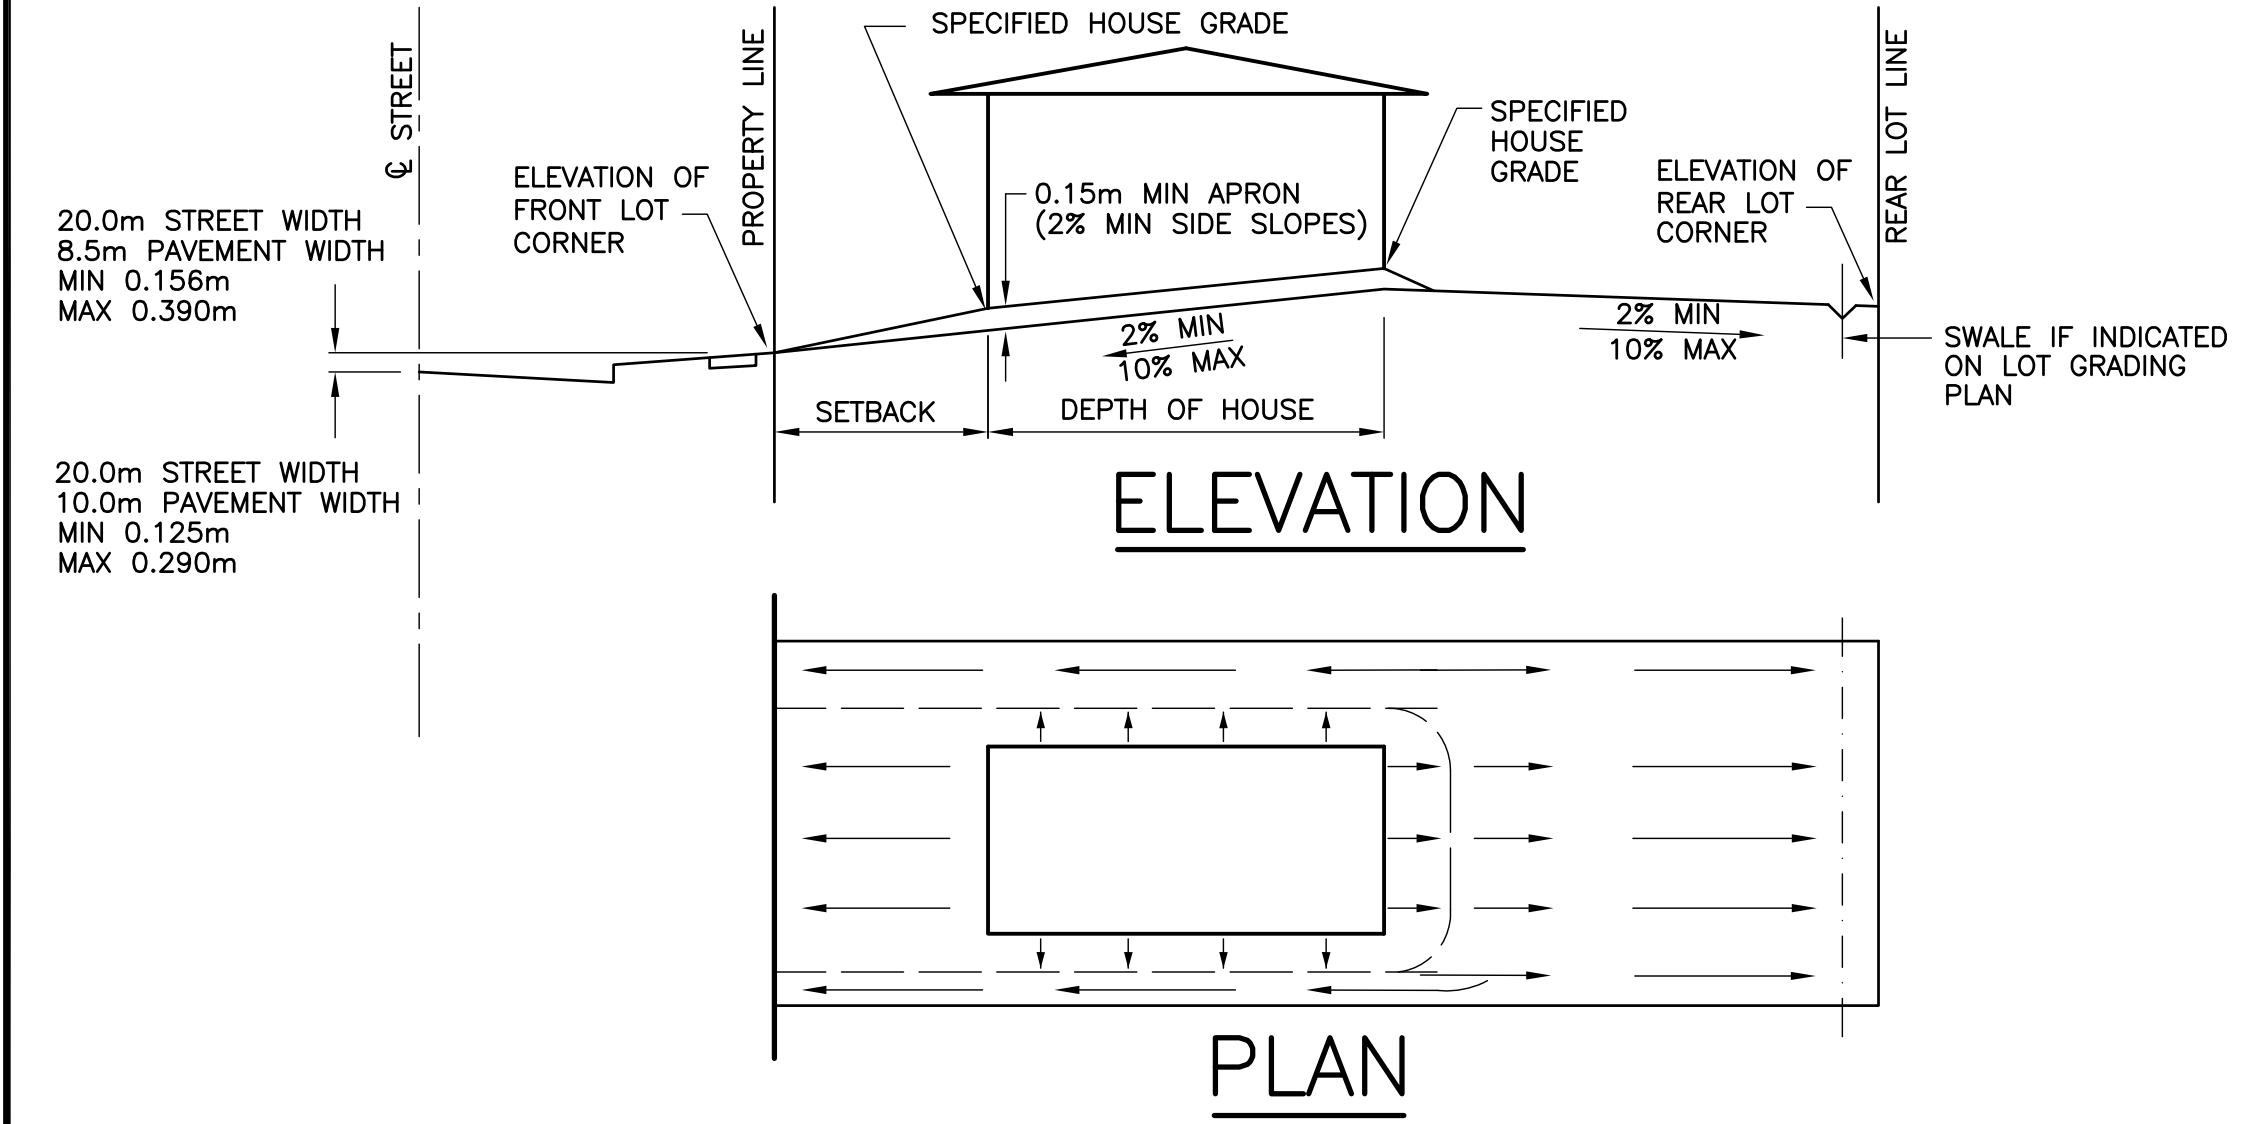 SPECIFIED HOUSE GRADE
℄ STREET
PROPERTY LINE
REAR LOT LINE
SPECIFIED
HOUSE
GRADE
ELEVATION OF
FRONT LOT
CORNER
0.15m MIN APRON
(2% MIN SIDE SLOPES)
ELEVATION OF
REAR LOT
CORNER
20.0m STREET WIDTH
8.5m PAVEMENT WIDTH
MIN 0.156m
MAX 0.390m
2% MIN
10% MAX
2% MIN
10% MAX
SWALE IF INDICATED
ON LOT GRADING
PLAN
SETBACK
DEPTH OF HOUSE
20.0m STREET WIDTH
10.0m PAVEMENT WIDTH
MIN 0.125m
MAX 0.290m
ELEVATION
PLAN